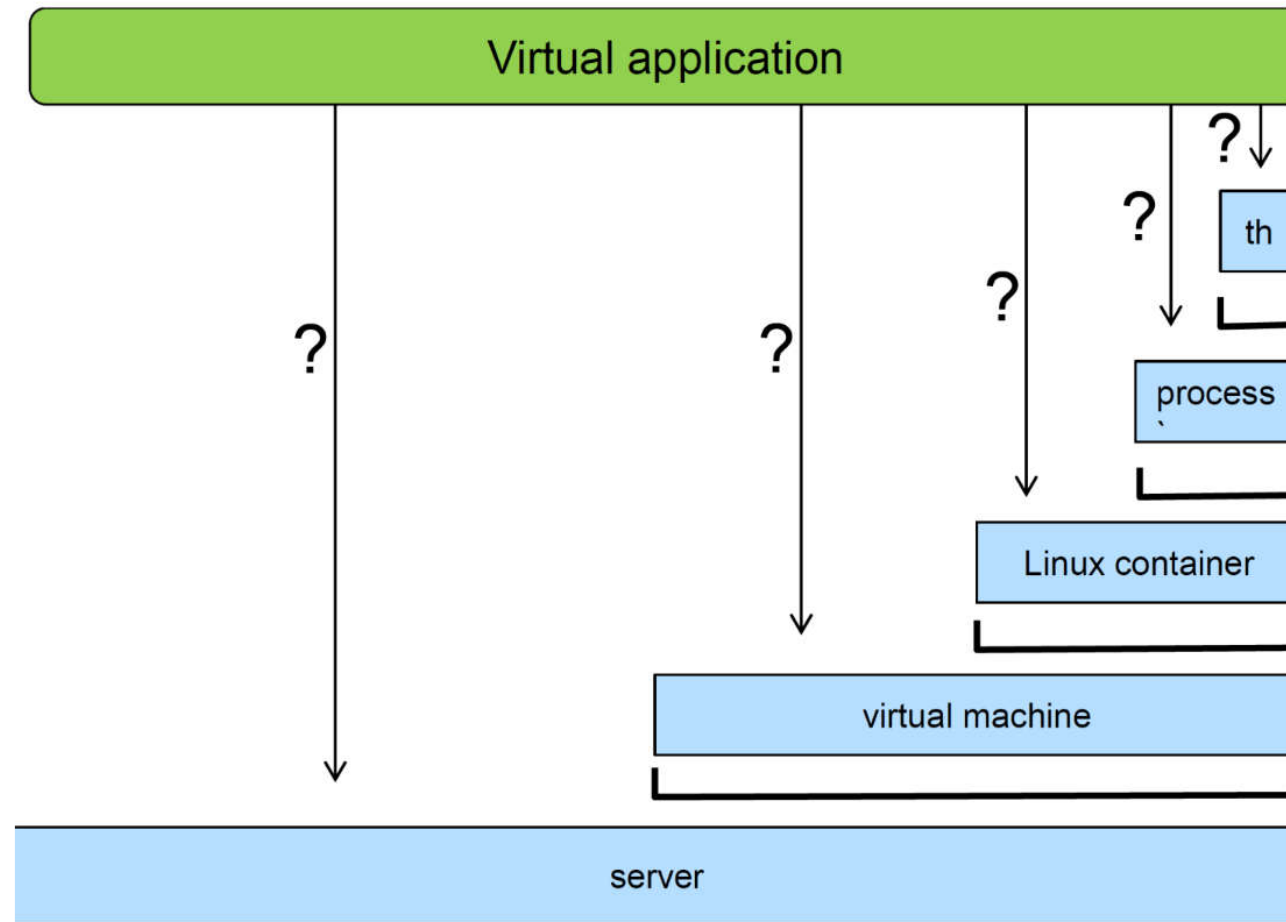 Virtual application
?
?
th
?
?
?
process
`
Linux container
virtual machine
server